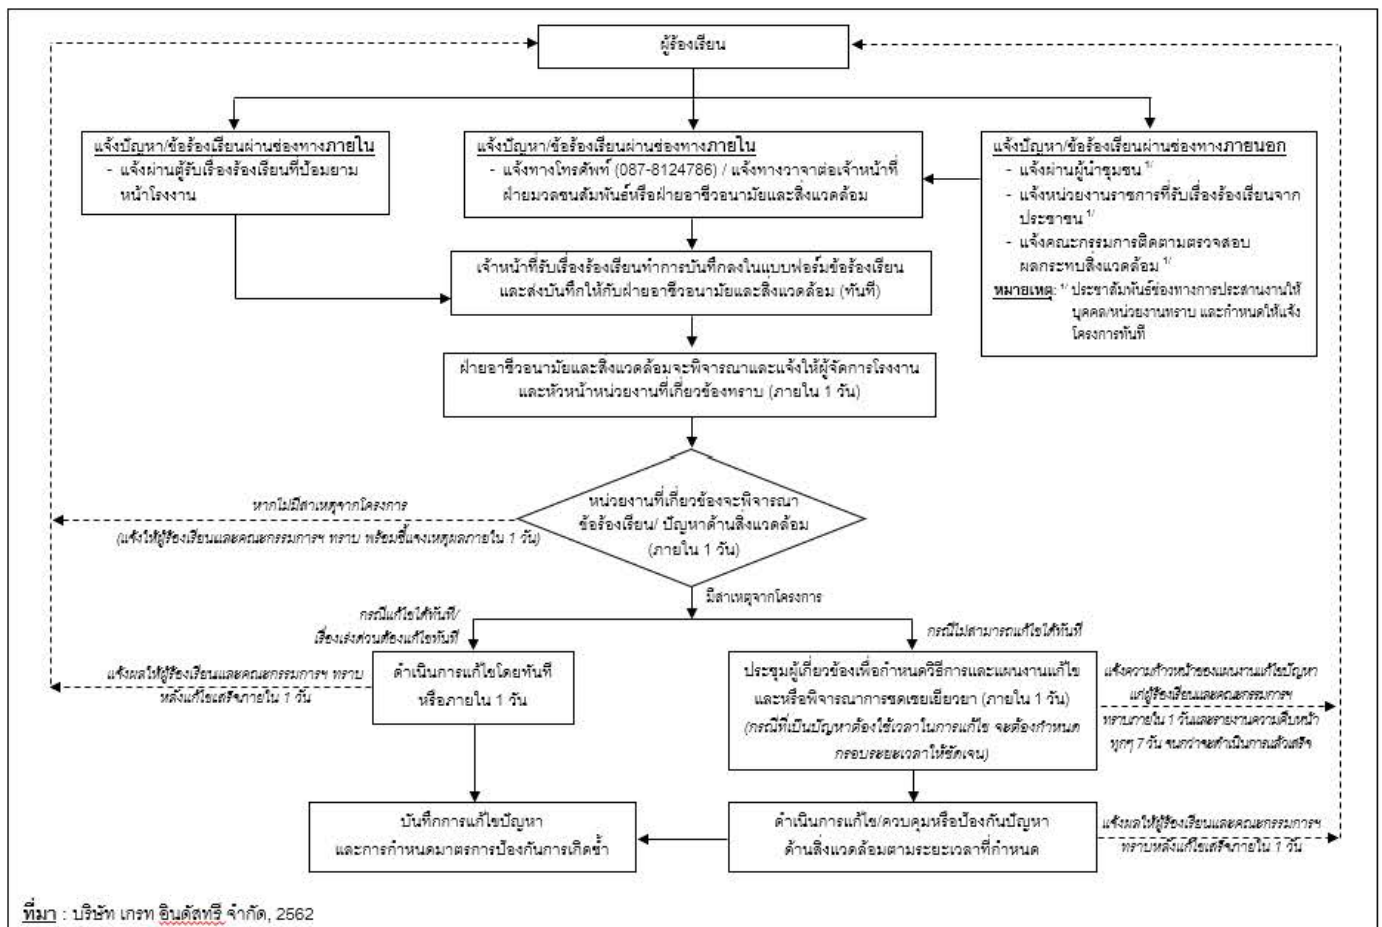 ผู้ร้องเรียน
แจ้งปัญหา/ข้อร้องเรียนผ่านช่องทางภายใน
- แจ้งผ่านตู้รับเรื่องร้องเรียนที่ป้อมยาม
หน้าโรงงาน
แจ้งปัญหา/ข้อร้องเรียนผ่านช่องทางภายใน
- แจ้งทางโทรศัพท์ (087-8124786) / แจ้งทางวาจาต่อเจ้าหน้าที่
ฝ่ายมวลชนสัมพันธ์หรือฝ่ายอาชีวอนามัยและสิ่งแวดล้อม
แจ้งปัญหา/ข้อร้องเรียนผ่านช่องทางภายนอก
- แจ้งผ่านผู้นำชุมชน 1/
- แจ้งหน่วยงานราชการที่รับเรื่องร้องเรียนจาก
ประชาชน 1/
- แจ้งคณะกรรมการติดตามตรวจสอบ
ผลกระทบสิ่งแวดล้อม 1/
หมายเหตุ: 1/ ประชาสัมพันธ์ช่องทางการประสานงานให้
บุคคล/หน่วยงานทราบ และกำหนดให้แจ้ง
โครงการทันที
เจ้าหน้าที่รับเรื่องร้องเรียนทำการบันทึกลงในแบบฟอร์มข้อร้องเรียน
และส่งบันทึกให้กับฝ่ายอาชีวอนามัยและสิ่งแวดล้อม (ทันที)
ฝ่ายอาชีวอนามัยและสิ่งแวดล้อมจะพิจารณาและแจ้งให้ผู้จัดการโรงงาน
และหัวหน้าหน่วยงานที่เกี่ยวข้องทราบ (ภายใน 1 วัน)
หน่วยงานที่เกี่ยวข้องจะพิจารณา
ข้อร้องเรียน/ ปัญหาด้านสิ่งแวดล้อม
(ภายใน 1 วัน)
หากไม่มีสาเหตุจากโครงการ
(แจ้งให้ผู้ร้องเรียนและคณะกรรมการฯ ทราบ พร้อมชี้แจงเหตุผลภายใน 1 วัน)
มีสาเหตุจากโครงการ
กรณีแก้ไขได้ทันที/
เรื่องเร่งด่วนต้องแก้ไขทันที
กรณีไม่สามารถแก้ไขได้ทันที
แจ้งผลให้ผู้ร้องเรียนและคณะกรรมการฯ ทราบ
หลังแก้ไขเสร็จภายใน 1 วัน
ดำเนินการแก้ไขโดยทันที
หรือภายใน 1 วัน
ประชุมผู้เกี่ยวข้องเพื่อกำหนดวิธีการและแผนงานแก้ไข
และหรือพิจารณาการชดเชยเยียวยา (ภายใน 1 วัน)
(กรณีที่เป็นปัญหาต้องใช้เวลาในการแก้ไข จะต้องกำหนด
กรอบระยะเวลาให้ชัดเจน)
แจ้งความก้าวหน้าของแผนงานแก้ไขปัญหา
แก่ผู้ร้องเรียนและคณะกรรมการฯ
ทราบภายใน 1 วันและรายงานความคืบหน้า
ทุกๆ 7 วัน จนกว่าจะดำเนินการแล้วเสร็จ
บันทึกการแก้ไขปัญหา
และการกำหนดมาตรการป้องกันการเกิดซ้ำ
ดำเนินการแก้ไข/ควบคุมหรือป้องกันปัญหา
ด้านสิ่งแวดล้อมตามระยะเวลาที่กำหนด
แจ้งผลให้ผู้ร้องเรียนและคณะกรรมการฯ
ทราบหลังแก้ไขเสร็จภายใน 1 วัน
ที่มา : บริษัท เกรท อินดัสทรี จำกัด, 2562